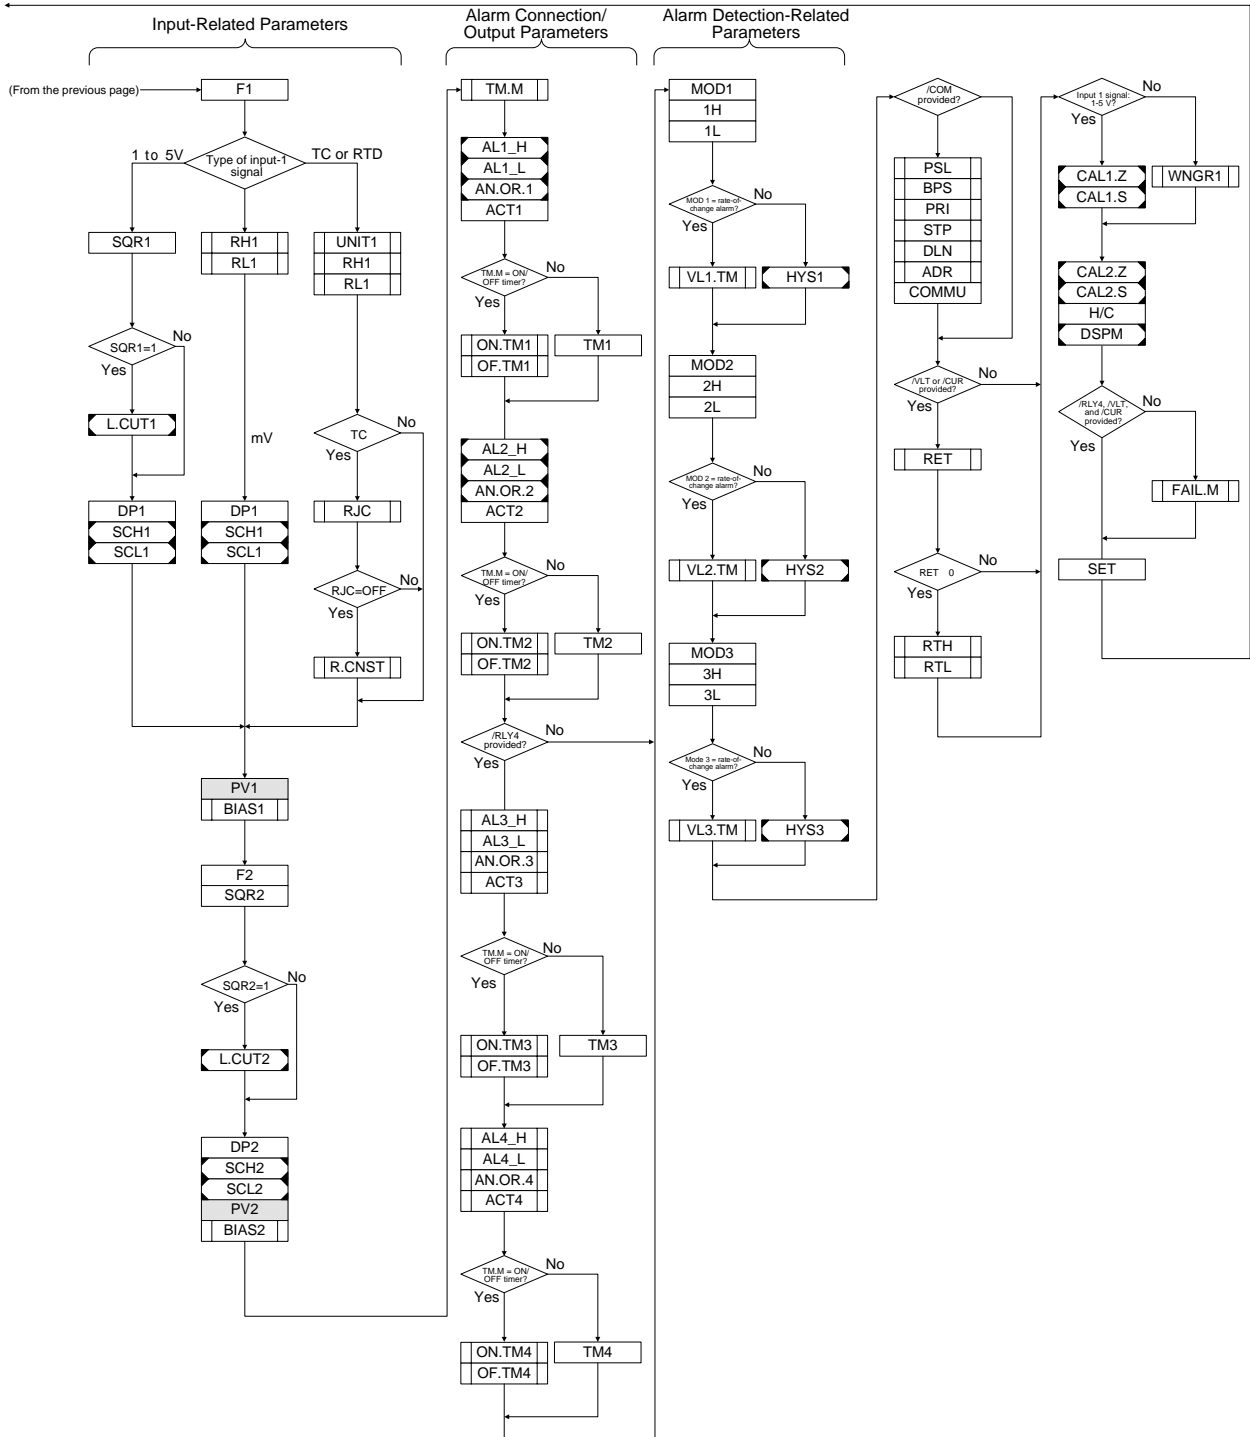 Input-Related Parameters
Alarm Connection/
Output Parameters
Alarm Detection-Related
Parameters
(From the previous page)
F1
1 to 5V
Type of input-1
signal
TC or RTD
SQR1
RH1
RL1
UNIT1
RH1
RL1
SQR1=1
No
Yes
L.CUT1
mV
TC
No
Yes
RJC
DP1
SCH1
SCL1
DP1
SCH1
SCL1
RJC=OFF
No
Yes
R.CNST
PV1
BIAS1
F2
SQR2
SQR2=1
No
Yes
L.CUT2
DP2
SCH2
SCL2
PV2
BIAS2
TM.M
AL1_H
AL1_L
AN.OR.1
ACT1
TM.M = ON/
OFF timer?
No
Yes
ON.TM1
OF.TM1
TM1
AL2_H
AL2_L
AN.OR.2
ACT2
TM.M = ON/
OFF timer?
No
Yes
ON.TM2
OF.TM2
TM2
/RLY4
provided?
No
Yes
AL3_H
AL3_L
AN.OR.3
ACT3
TM.M = ON/
OFF timer?
No
Yes
ON.TM3
OF.TM3
TM3
AL4_H
AL4_L
AN.OR.4
ACT4
TM.M = ON/
OFF timer?
No
Yes
ON.TM4
OF.TM4
TM4
MOD1
1H
1L
MOD 1 = rate-of-
change alarm?
No
Yes
VL1.TM
HYS1
MOD2
2H
2L
MOD 2 = rate-of-
change alarm?
No
Yes
VL2.TM
HYS2
MOD3
3H
3L
Mode 3 = rate-of-
change alarm?
No
Yes
VL3.TM
HYS3
/COM
provided?
PSL
BPS
PRI
STP
DLN
ADR
COMMU
/VLT or /CUR
provided?
No
Yes
RET
RET 0
No
Yes
RTH
RTL
Input 1 signal:
1-5 V?
No
Yes
CAL1.Z
CAL1.S
WNGR1
CAL2.Z
CAL2.S
H/C
DSPM
/RLY4, /VLT,
and /CUR
provided?
No
Yes
FAIL.M
SET